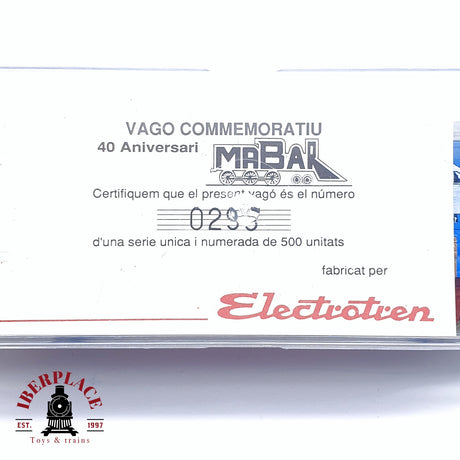 VAGO COMMEMORATIU
40 Aniversari MABAR
Certifiquem que el present vagó és el número
0295
d'una serie unica i numerada de 500 unitats
fabricat per
Electrotren
IBERPLACE
EST. 1997
Toys & trains